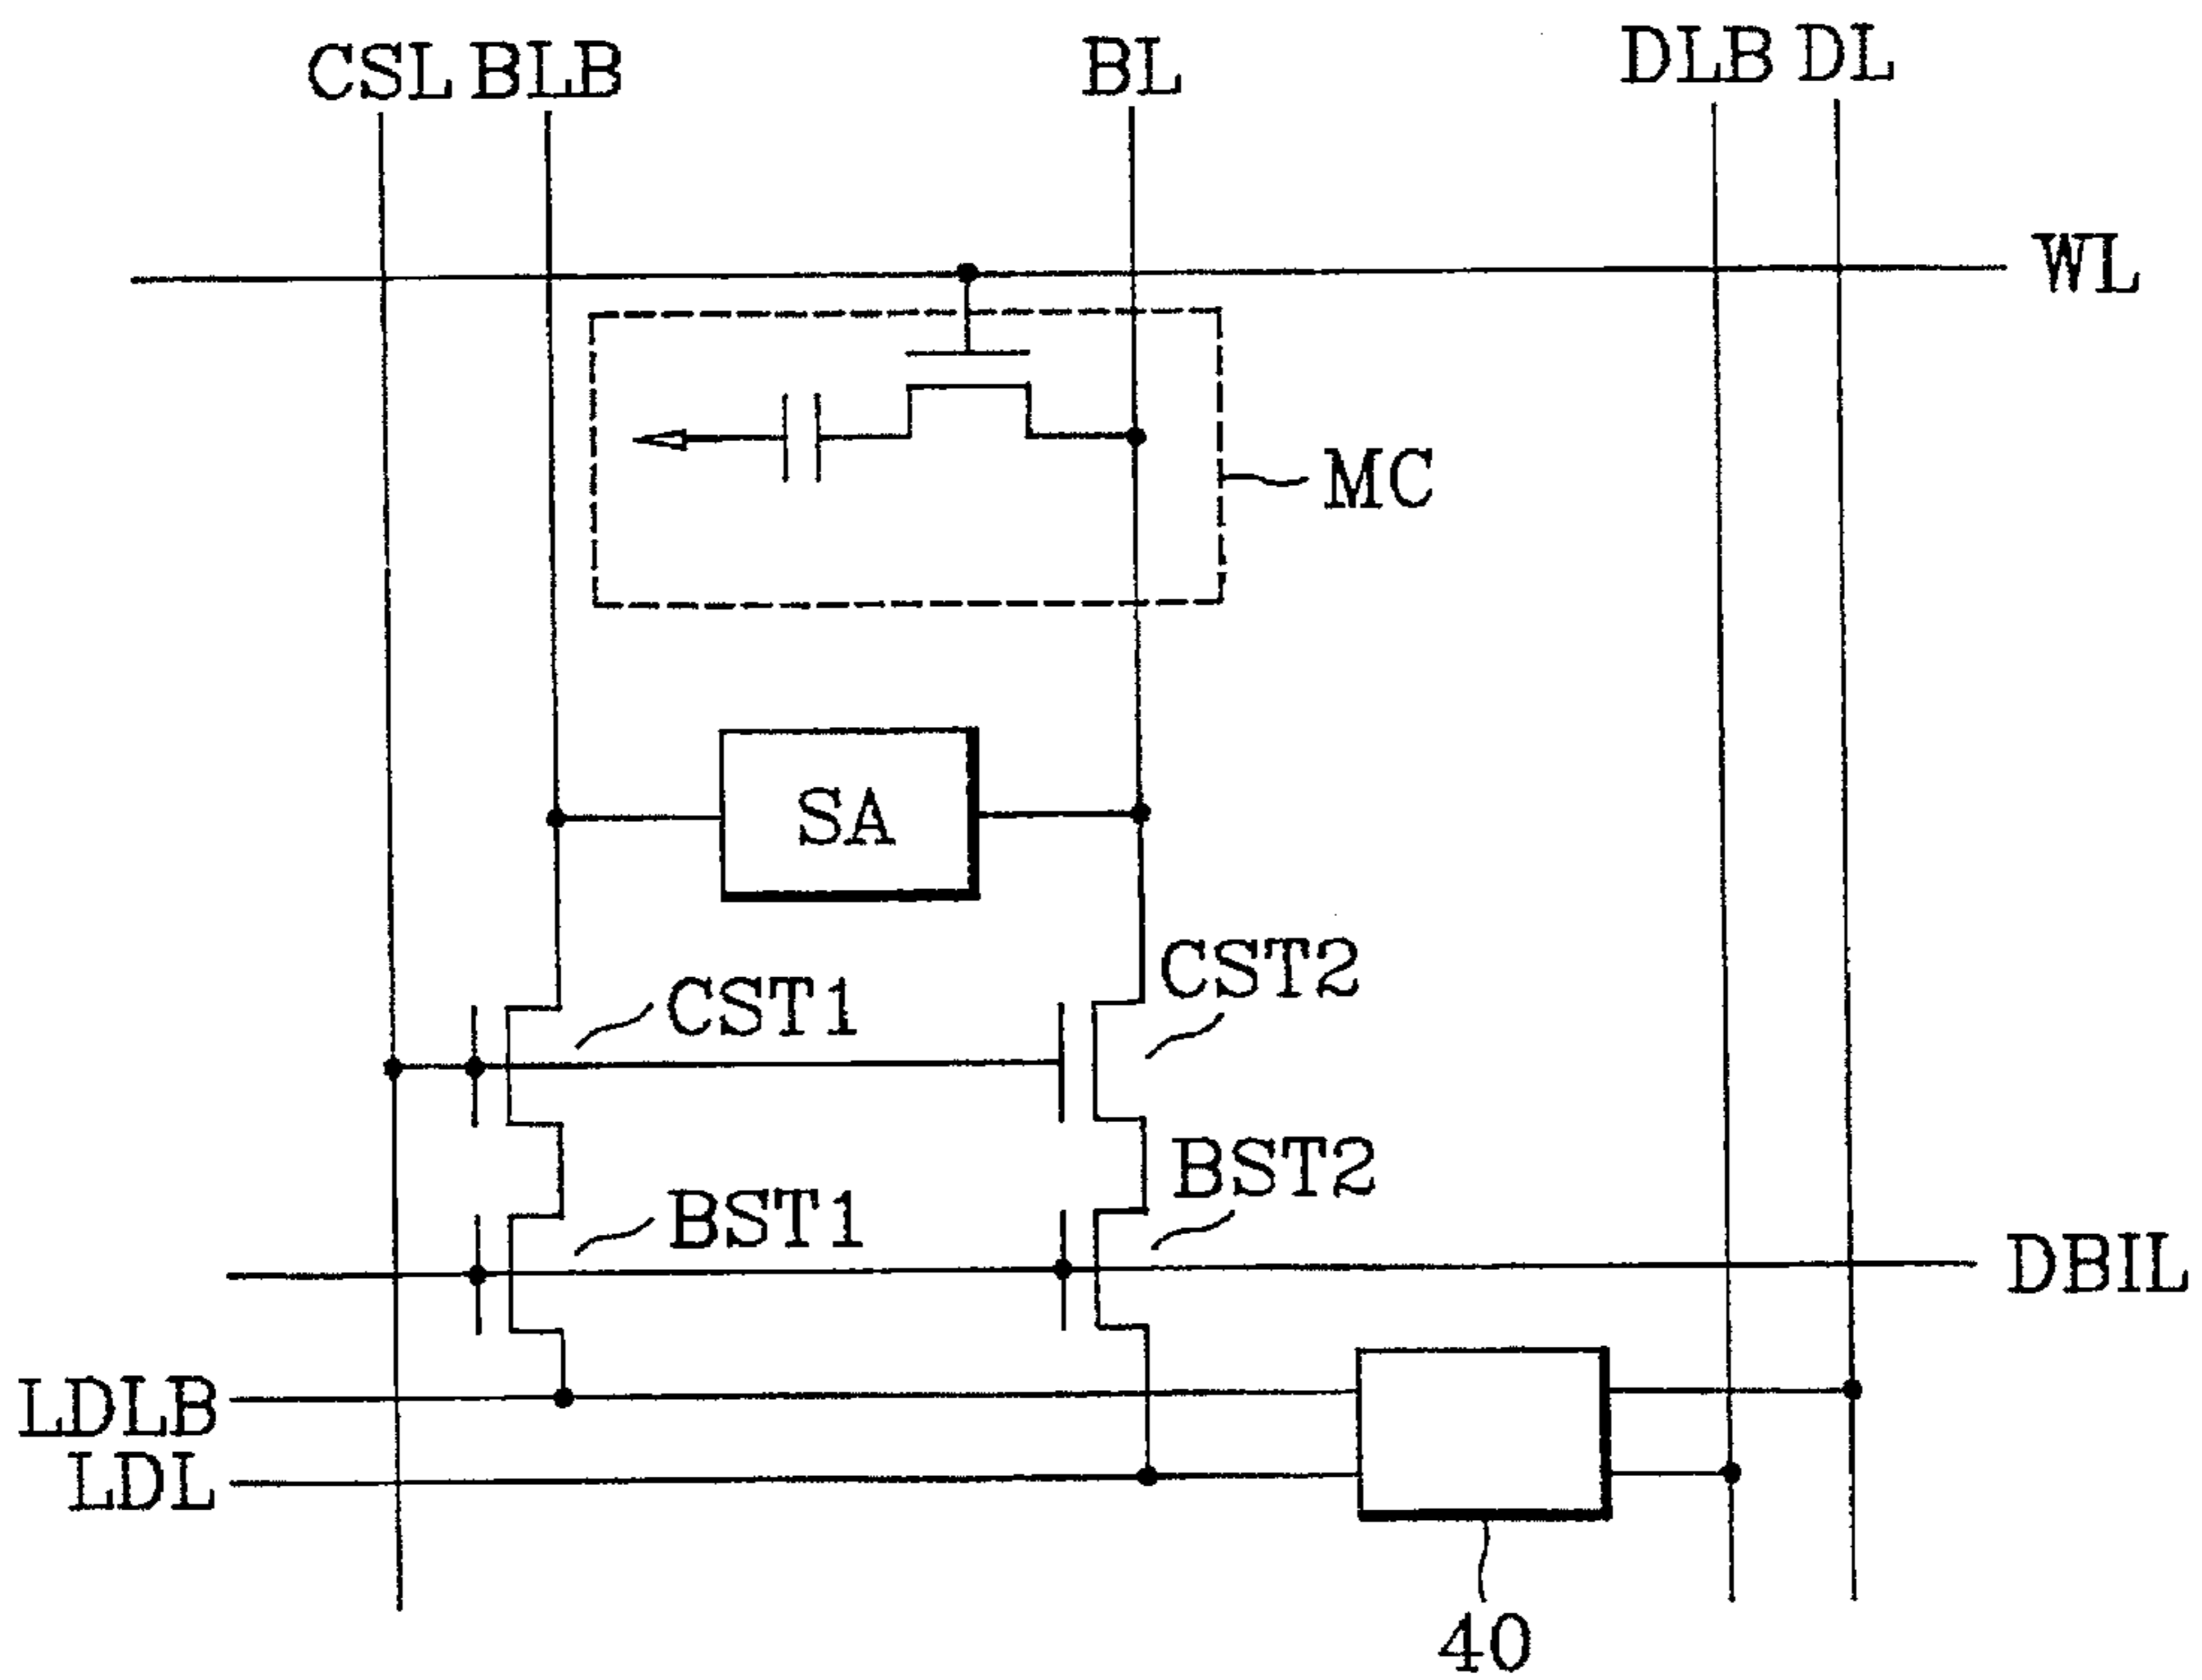 CSL BLB BL DLB DL
WL
MC
SA
CST2
CST1
BST2
BST1
DBIL
LDLB
LDL
40